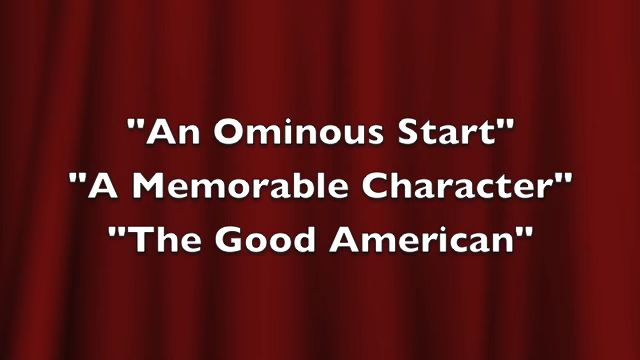 "An Ominous Start"
"A Memorable Character"
"The Good American"